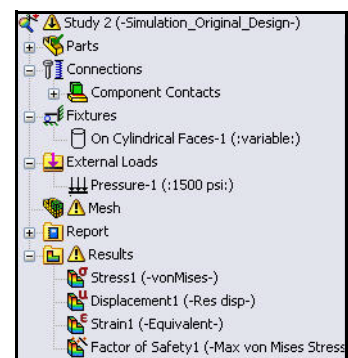 Study 2 (-Simulation_Original_Design-)
Parts
Connections
Component Contacts
Fixtures
On Cylindrical Faces-1 (:variable:)
External Loads
Pressure-1 (:1500 psi:)
Mesh
Report
Results
Stress1 (-vonMises-)
Displacement1 (-Res disp-)
Strain1 (-Equivalent-)
Factor of Safety1 (-Max von Mises Stress